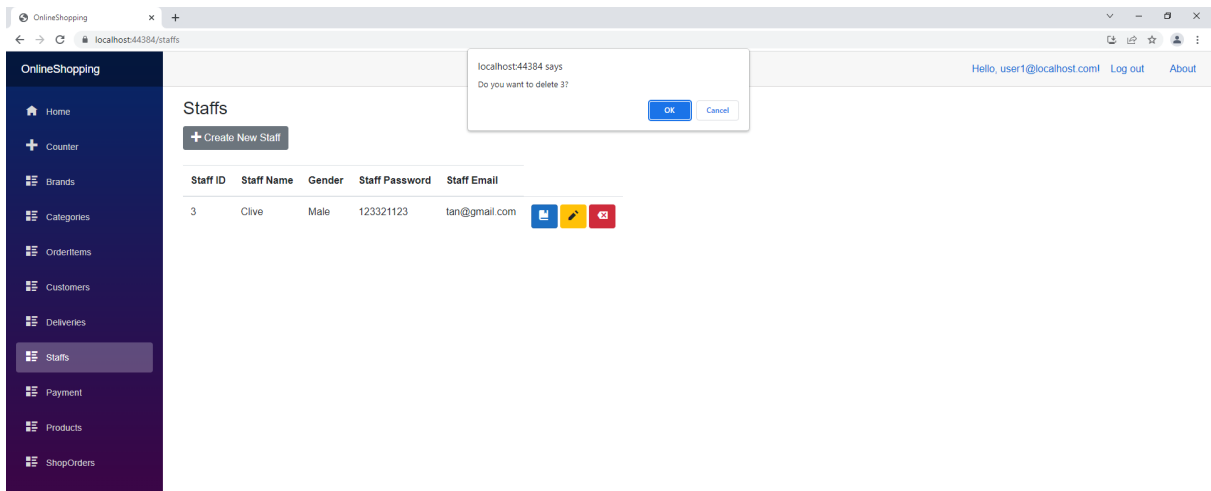 OnlineShopping
localhost:44384/staffs
OnlineShopping
Hello, user1@localhost.com! Log out About
localhost:44384 says
Do you want to delete 3?
OK Cancel
Home
Counter
Brands
Categories
OrderItems
Customers
Deliveries
Staffs
Payment
Products
ShopOrders
Staffs
Create New Staff
Staff ID Staff Name Gender Staff Password Staff Email
3 Clive Male 123321123 tan@gmail.com